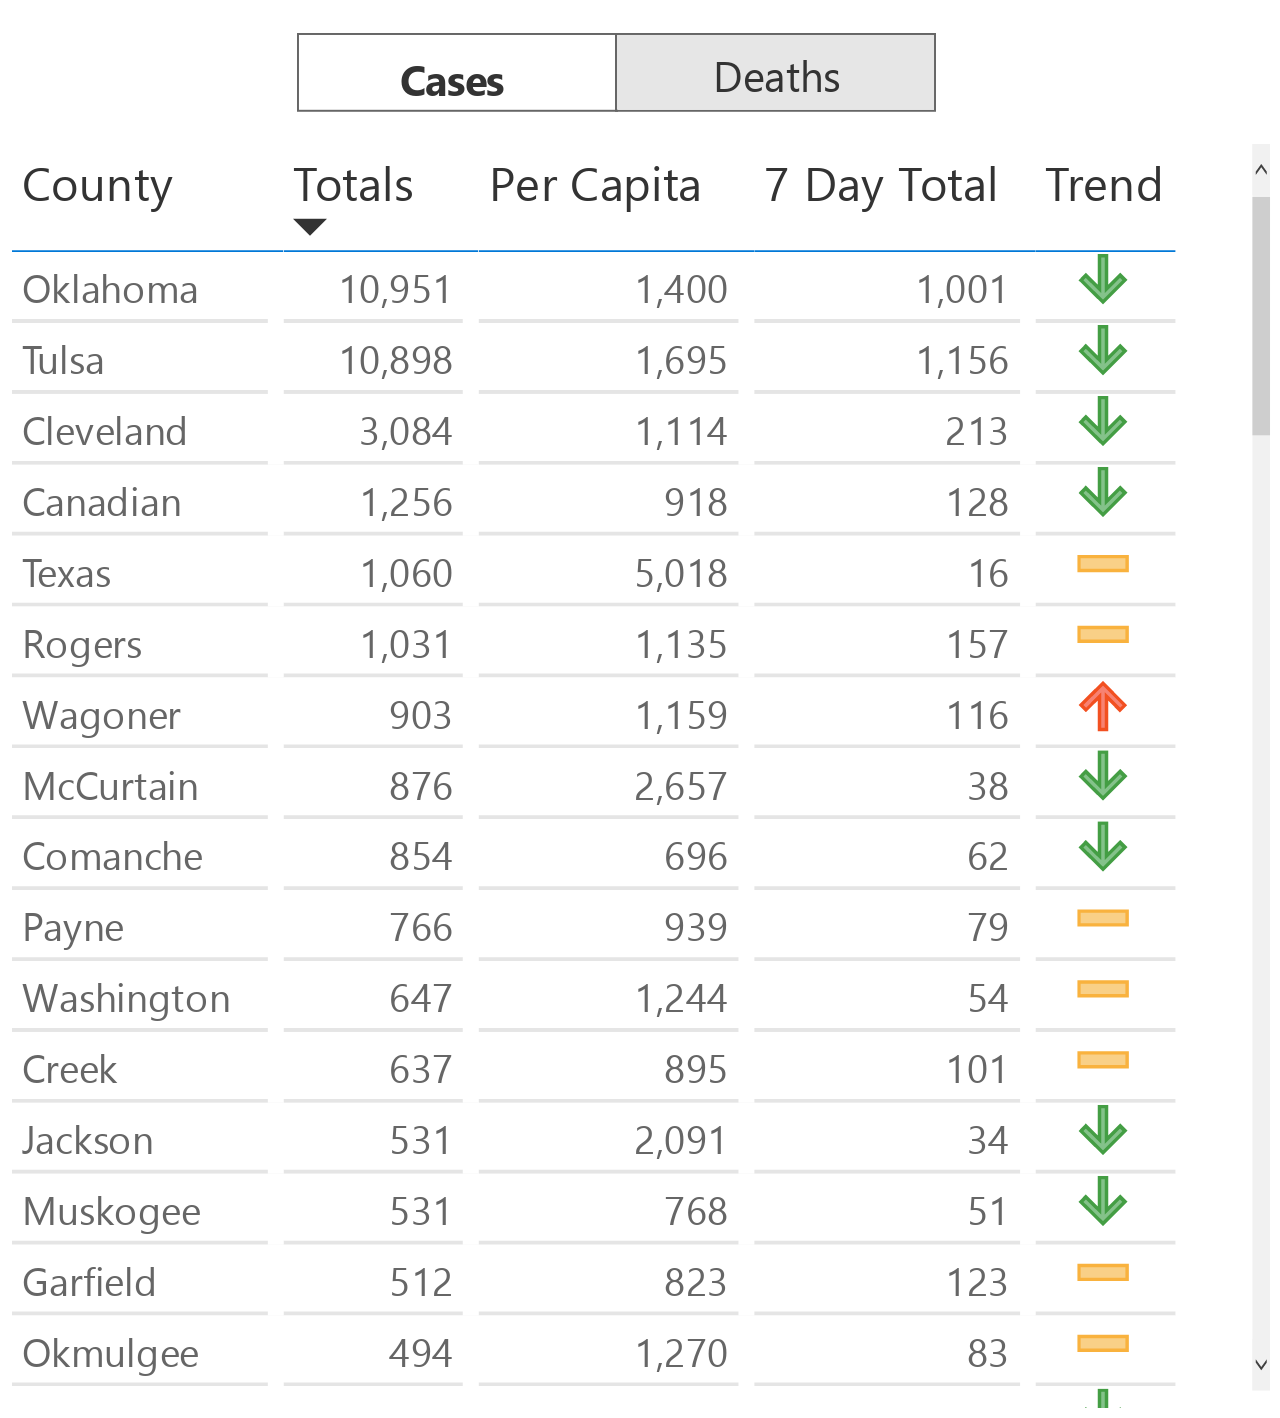 Cases Deaths
County Totals Per Capita 7 Day Total Trend
Oklahoma 10,951 1,400 1,001
Tulsa 10,898 1,695 1,156
Cleveland 3,084 1,114 213
Canadian 1,256 918 128
Texas 1,060 5,018 16
Rogers 1,031 1,135 157
Wagoner 903 1,159 116
McCurtain 876 2,657 38
Comanche 854 696 62
Payne 766 939 79
Washington 647 1,244 54
Creek 637 895 101
Jackson 531 2,091 34
Muskogee 531 768 51
Garfield 512 823 123
Okmulgee 494 1,270 83